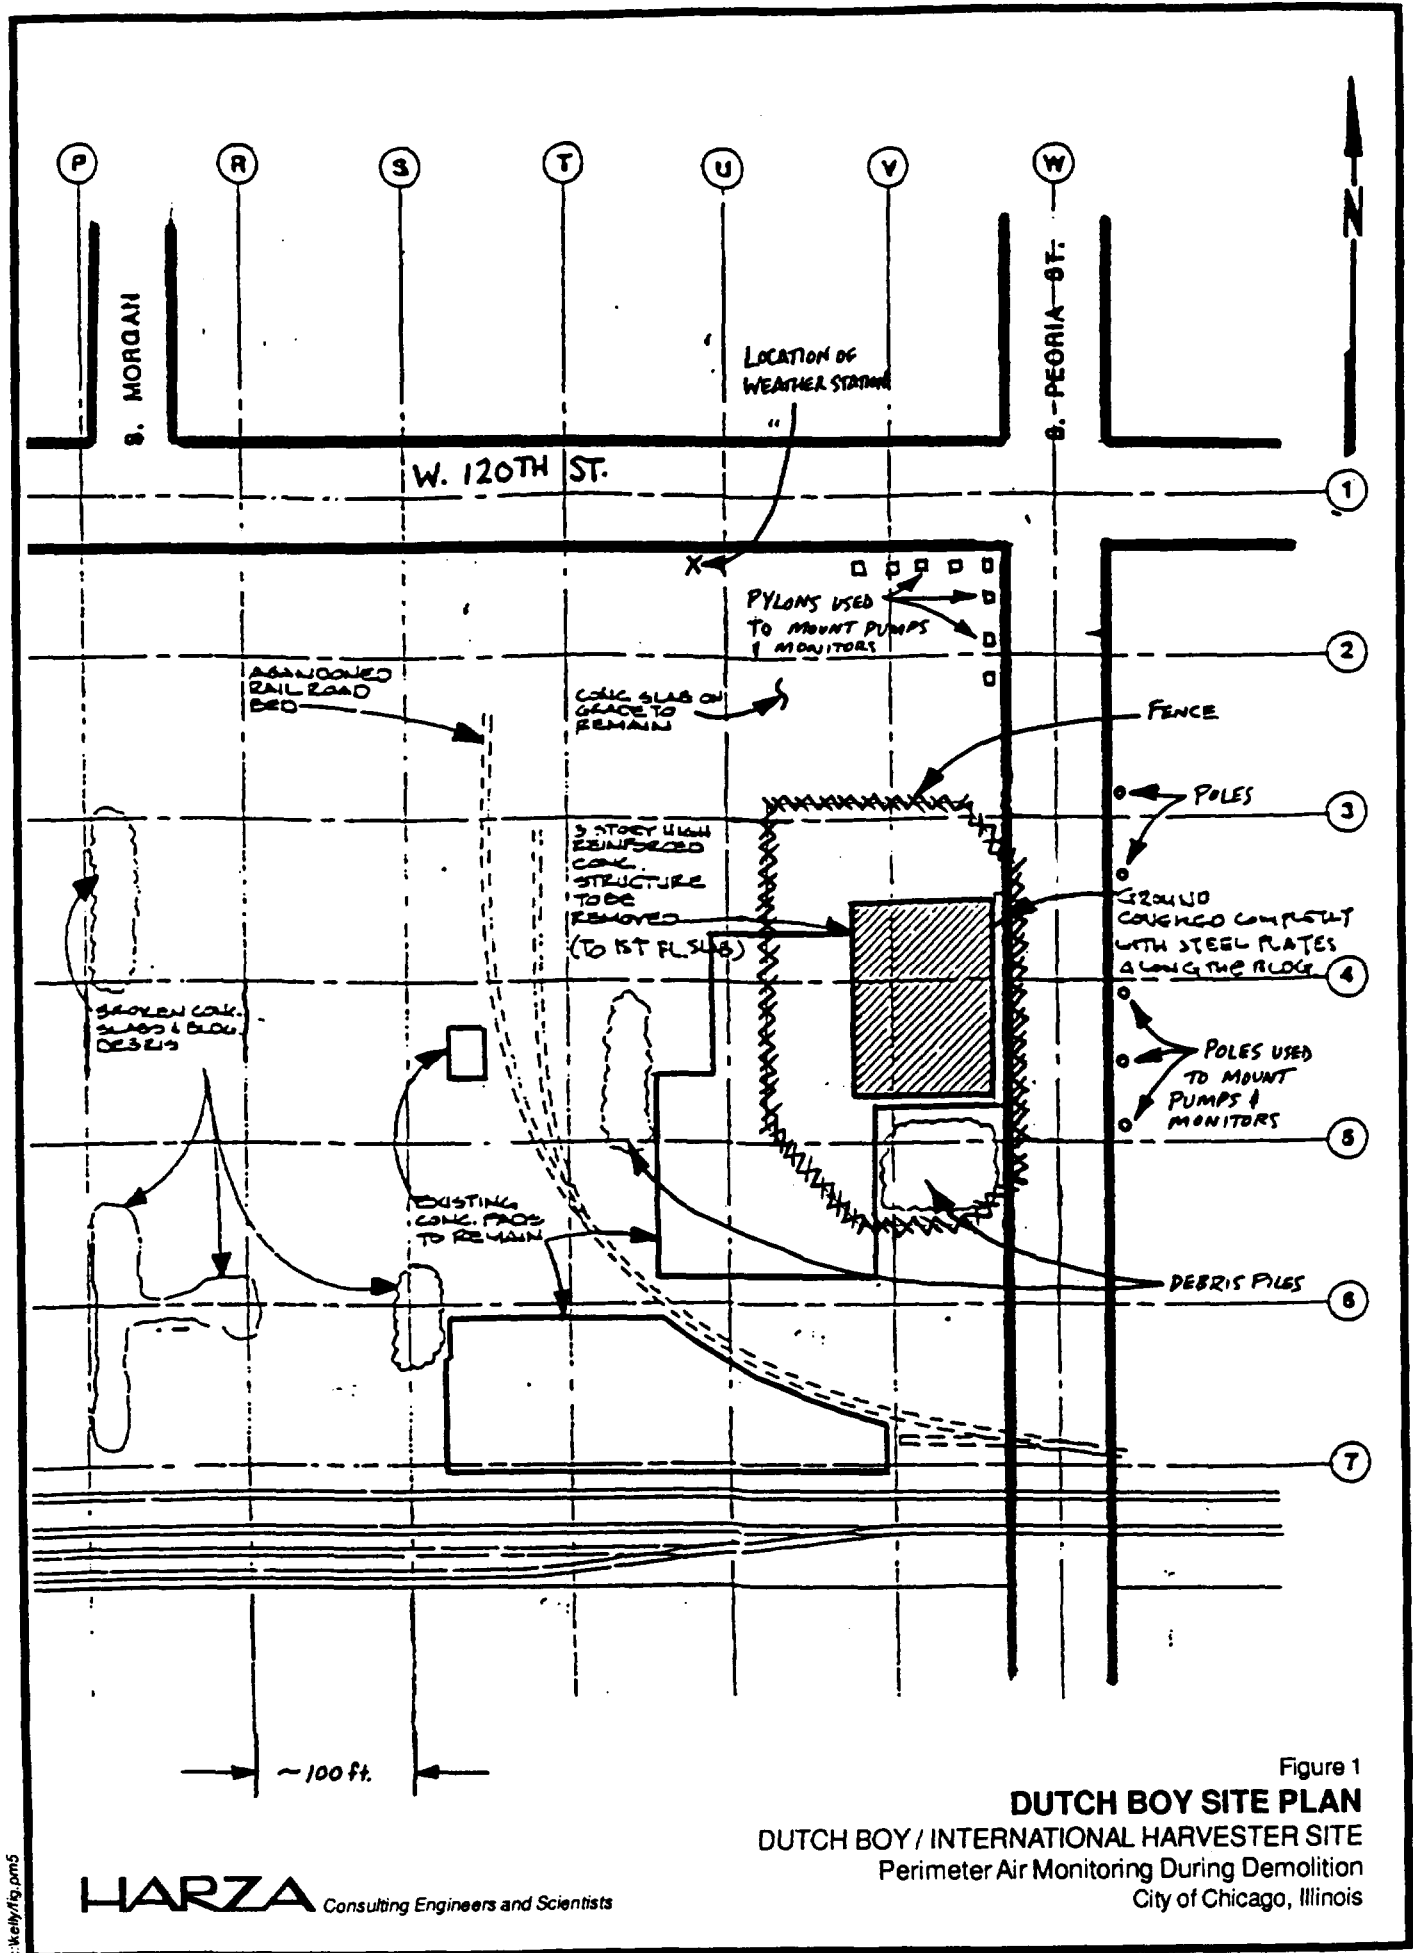 P R S T U V W
N
S. MORGAN
S. PEORIA ST.
LOCATION OF
WEATHER STATION
W. 120TH ST.
1
X
PYLONS USED
TO MOUNT PUMPS
& MONITORS
2
ABANDONED
RAIL ROAD
BED
CONC. SLAB ON
GRADE TO
REMAIN
FENCE
POLES
3
3 STORY HIGH
REINFORCED
CONC.
STRUCTURE
TO BE
REMOVED
(TO 1ST FL. SLAB)
GROUND
COVERED COMPLETLY
WITH STEEL PLATES
ALONG THE BLDG.
4
BROKEN CONC.
SLABS & BLDG.
DEBRIS
POLES USED
TO MOUNT
PUMPS &
MONITORS
5
EXISTING
CONC. PADS
TO REMAIN
DEBRIS PILES
6
7
~100 ft.
Figure 1
DUTCH BOY SITE PLAN
DUTCH BOY / INTERNATIONAL HARVESTER SITE
Perimeter Air Monitoring During Demolition
City of Chicago, Illinois
HARZA Consulting Engineers and Scientists
:\kelly/fig.pm5